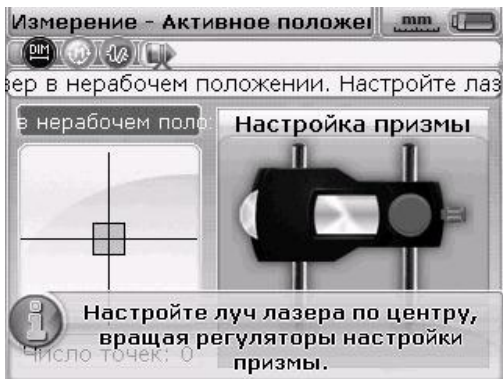 Измерение - Активное положе
mm
DIM
зер в нерабочем положении. Настройте лаз
в нерабочем поло
Настройка призмы
Настройте луч лазера по центру,
вращая регуляторы настройки
призмы.
Число точек: 0